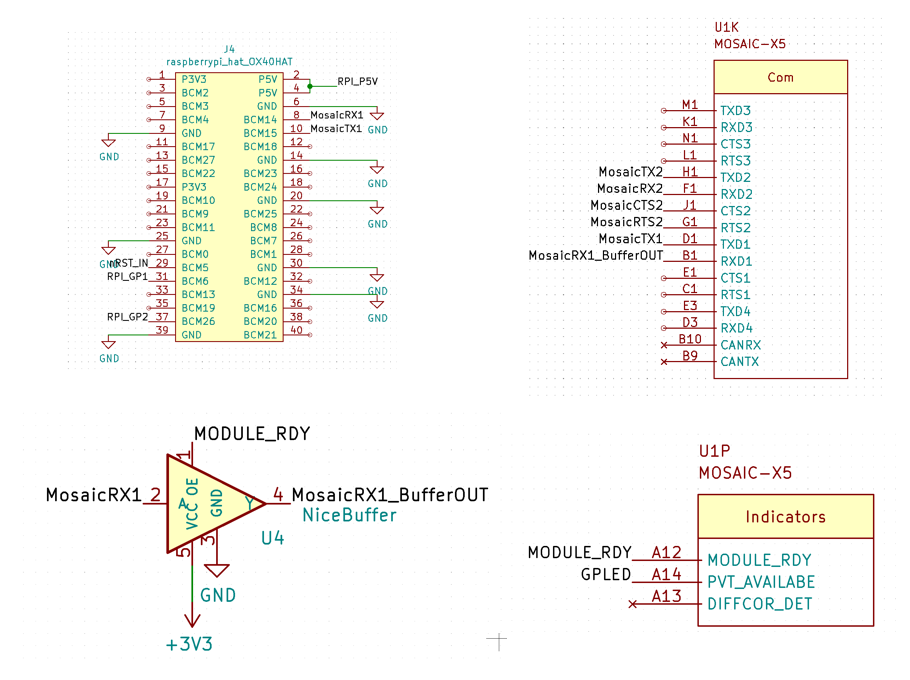 J4
raspberrypi_hat_OX40HAT
1 P3V3 P5V 2
RPI_P5V
3 BCM2 P5V 4
5 BCM3 GND 6
7 BCM4 BCM14 8 MosaicRX1
GND
9 GND BCM15 10 MosaicTX1
GND
11 BCM17 BCM18 12
13 BCM27 GND 14
15 BCM22 BCM23 16
GND
17 P3V3 BCM24 18
19 BCM10 GND 20
21 BCM9 BCM25 22
GND
23 BCM11 BCM8 24
25 GND BCM7 26
GND
27 BCM0 BCM1 28
nRST_IN 29 BCM5 GND 30
RPI_GP1 31 BCM6 BCM12 32
GND
33 BCM13 GND 34
35 BCM19 BCM16 36
GND
RPI_GP2 37 BCM26 BCM20 38
39 GND BCM21 40
GND
U1K
MOSAIC-X5
Com
M1 TXD3
K1 RXD3
N1 CTS3
L1 RTS3
MosaicTX2 H1 TXD2
MosaicRX2 F1 RXD2
MosaicCTS2 J1 CTS2
MosaicRTS2 G1 RTS2
MosaicTX1 D1 TXD1
MosaicRX1_BufferOUT B1 RXD1
E1 CTS1
C1 RTS1
E3 TXD4
D3 RXD4
B10 CANRX
B9 CANTX
MODULE_RDY
1
OE
MosaicRX1 2 A Y 4 MosaicRX1_BufferOUT
VCC GND
NiceBuffer
U4
5 3
GND
+3V3
U1P
MOSAIC-X5
Indicators
MODULE_RDY A12 MODULE_RDY
GPLED A14 PVT_AVAILABE
A13 DIFFCOR_DET